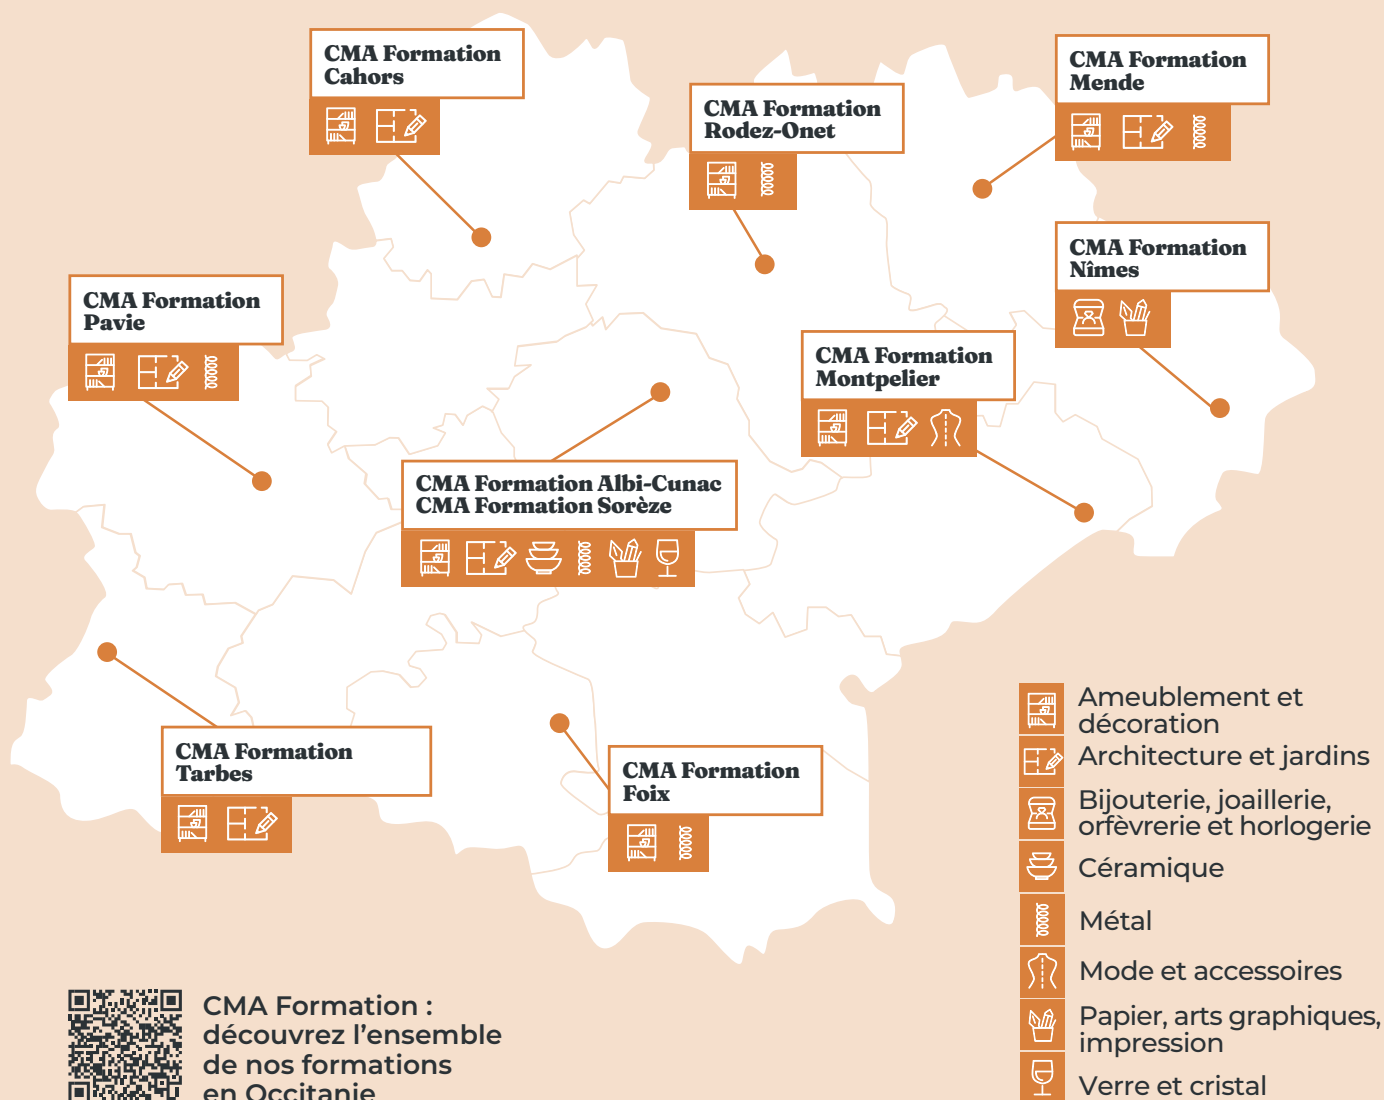 CMA Formation
Cahors
CMA Formation
Mende
CMA Formation
Rodez-Onet
CMA Formation
Nîmes
CMA Formation
Pavie
CMA Formation
Montpelier
CMA Formation Albi-Cunac
CMA Formation Sorèze
CMA Formation
Tarbes
CMA Formation
Foix
Ameublement et
décoration
Architecture et jardins
Bijouterie, joaillerie,
orfèvrerie et horlogerie
Céramique
Métal
Mode et accessoires
Papier, arts graphiques,
impression
Verre et cristal
CMA Formation :
découvrez l'ensemble
de nos formations
en Occitanie